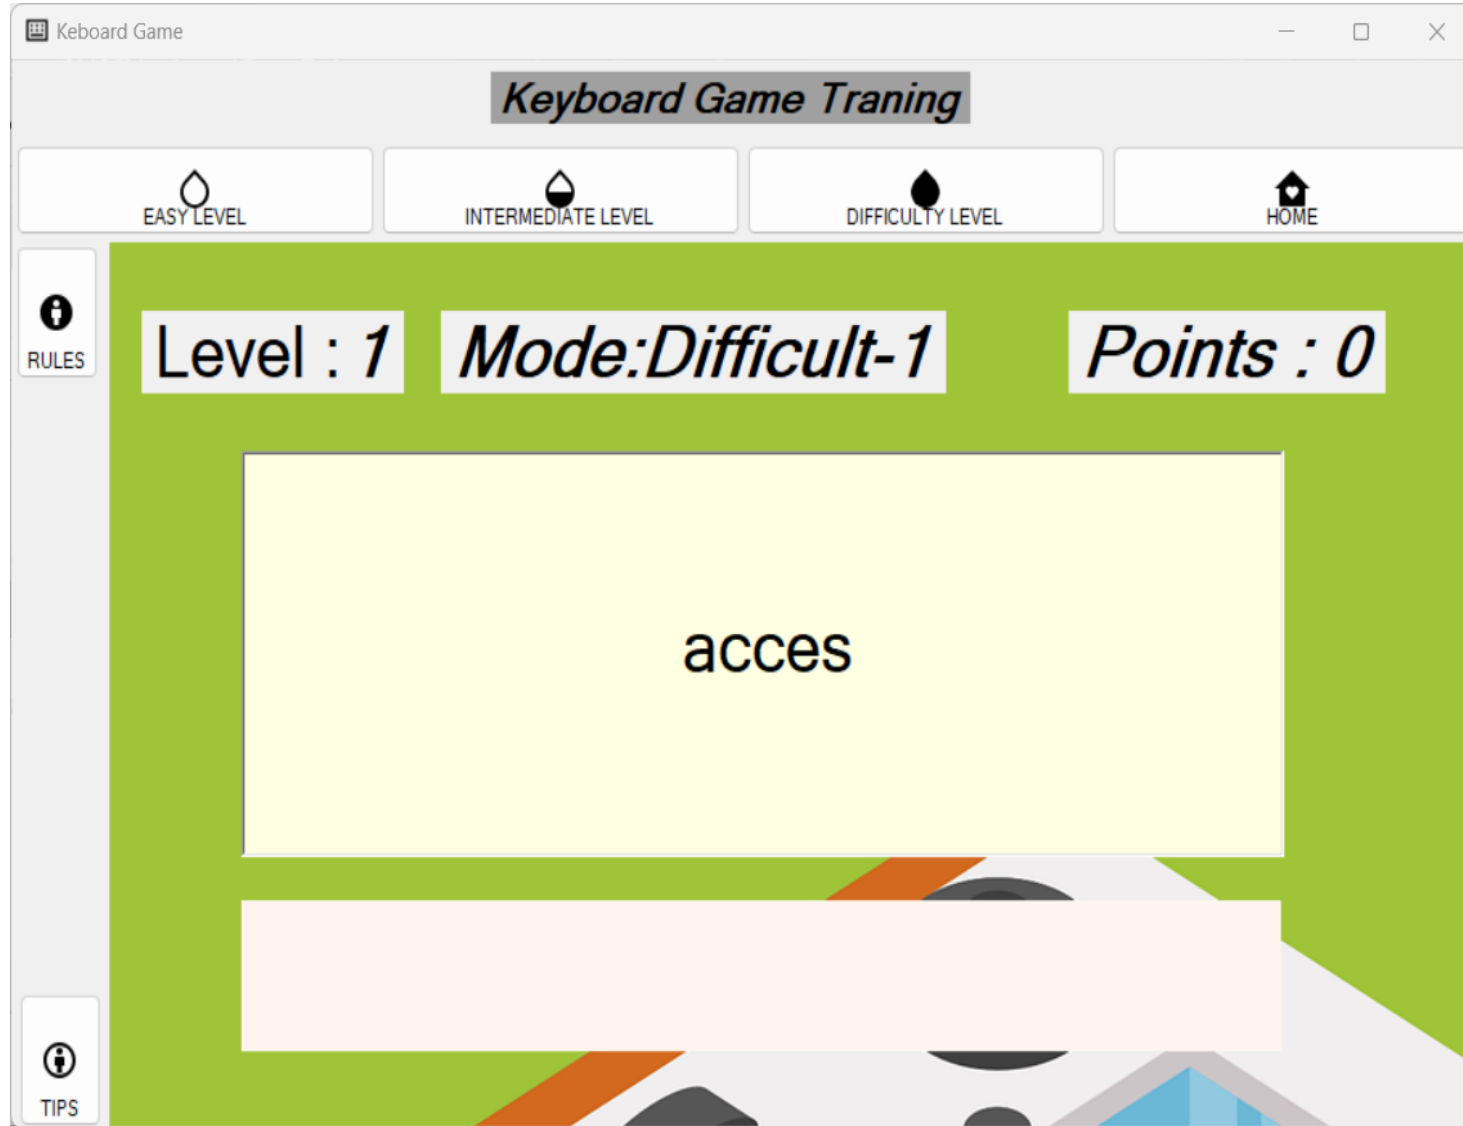 Keboard Game
Keyboard Game Traning
EASY LEVEL
INTERMEDIATE LEVEL
DIFFICULTY LEVEL
HOME
RULES
Level : 1
Mode:Difficult-1
Points : 0
acces
TIPS